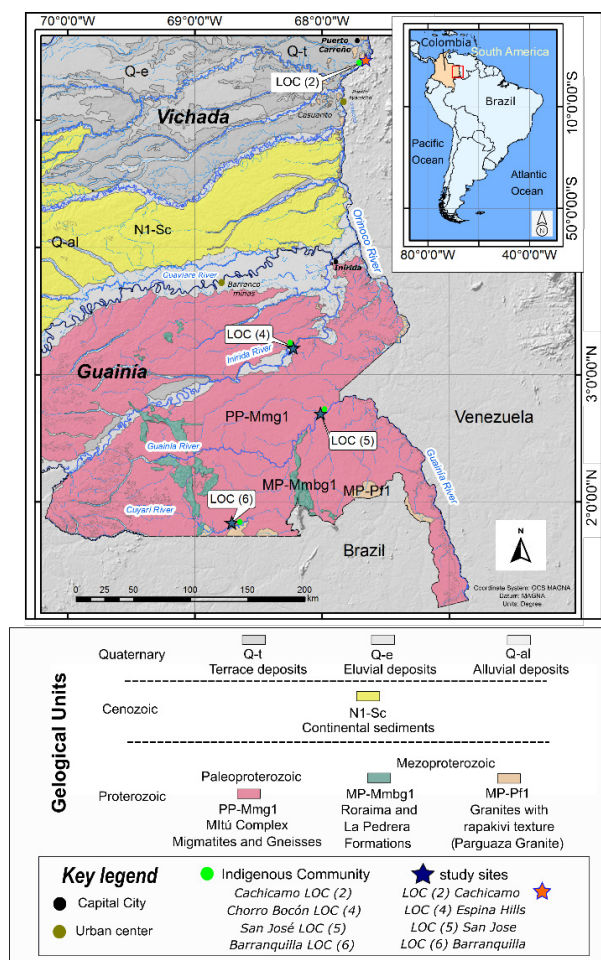 70°0'0"W
69°0'0"W
68°0'0"W
Colombia
South America
Brazil
Pacific
Ocean
Atlantic
Ocean
10°0'0"S
50°0'0"S
80°0'0"W
40°0'0"W
N
Puerto
Carreño
Q-t
Q-e
LOC (2)
Casuarito
Vichada
N1-Sc
Q-al
Orinoco River
Guaviare River
Inirida
Barranco
minas
LOC (4)
Inirida River
Guainía
3°0'0"N
PP-Mmg1
Venezuela
LOC (5)
Guainía River
Guainía River
MP-Mmbg1
MP-Pf1
LOC (6)
Cuyari River
2°0'0"N
Brazil
N
0 25 50 100 150 200
km
Coordinate System: GCS MAGNA
Datum: MAGNA
Units: Degree
Gelogical Units
Quaternary
Q-t
Terrace deposits
Q-e
Eluvial deposits
Q-al
Alluvial deposits
Cenozoic
N1-Sc
Continental sediments
Proterozoic
Paleoproterozoic
Mezoproterozoic
PP-Mmg1
MItú Complex
Migmatites and Gneisses
MP-Mmbg1
Roraima and
La Pedrera
Formations
MP-Pf1
Granites with
rapakivi texture
(Parguaza Granite)
Key legend
Capital City
Urban center
Indigenous Community
Cachicamo LOC (2)
Chorro Bocón LOC (4)
San José LOC (5)
Barranquilla LOC (6)
study sites
LOC (2) Cachicamo
LOC (4) Espina Hills
LOC (5) San Jose
LOC (6) Barranquilla